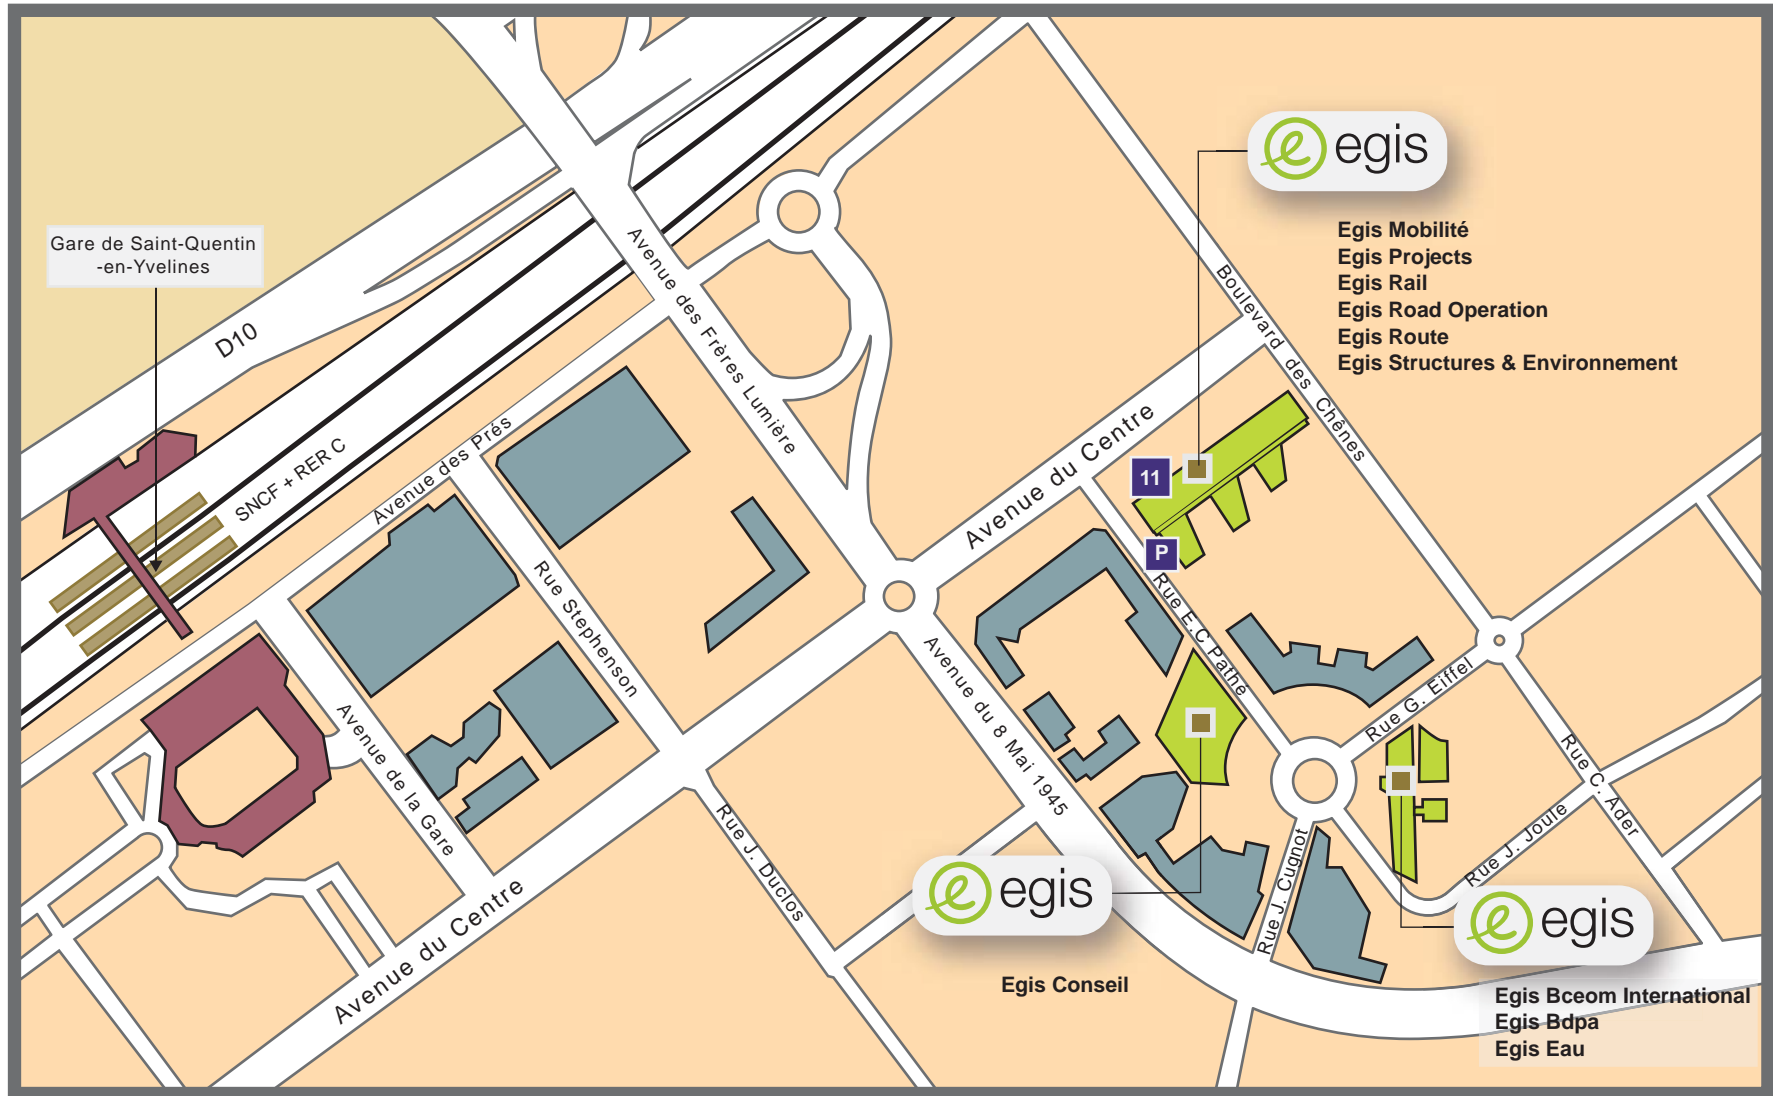 egis
Egis Mobilité
Egis Projects
Egis Rail
Egis Road Operation
Egis Route
Egis Structures & Environnement
Gare de Saint-Quentin
-en-Yvelines
D10
SNCF + RER C
Avenue des Prés
Avenue des Frères Lumière
Boulevard des Chênes
Avenue du Centre
11
P
Rue Stephenson
Rue E.C Pathé
Avenue de la Gare
Avenue du 8 Mai 1945
Rue G. Eiffel
Rue C. Ader
Rue J. Joule
Rue J. Duclos
Rue J. Cugnot
Avenue du Centre
egis
Egis Conseil
egis
Egis Bceom International
Egis Bdpa
Egis Eau